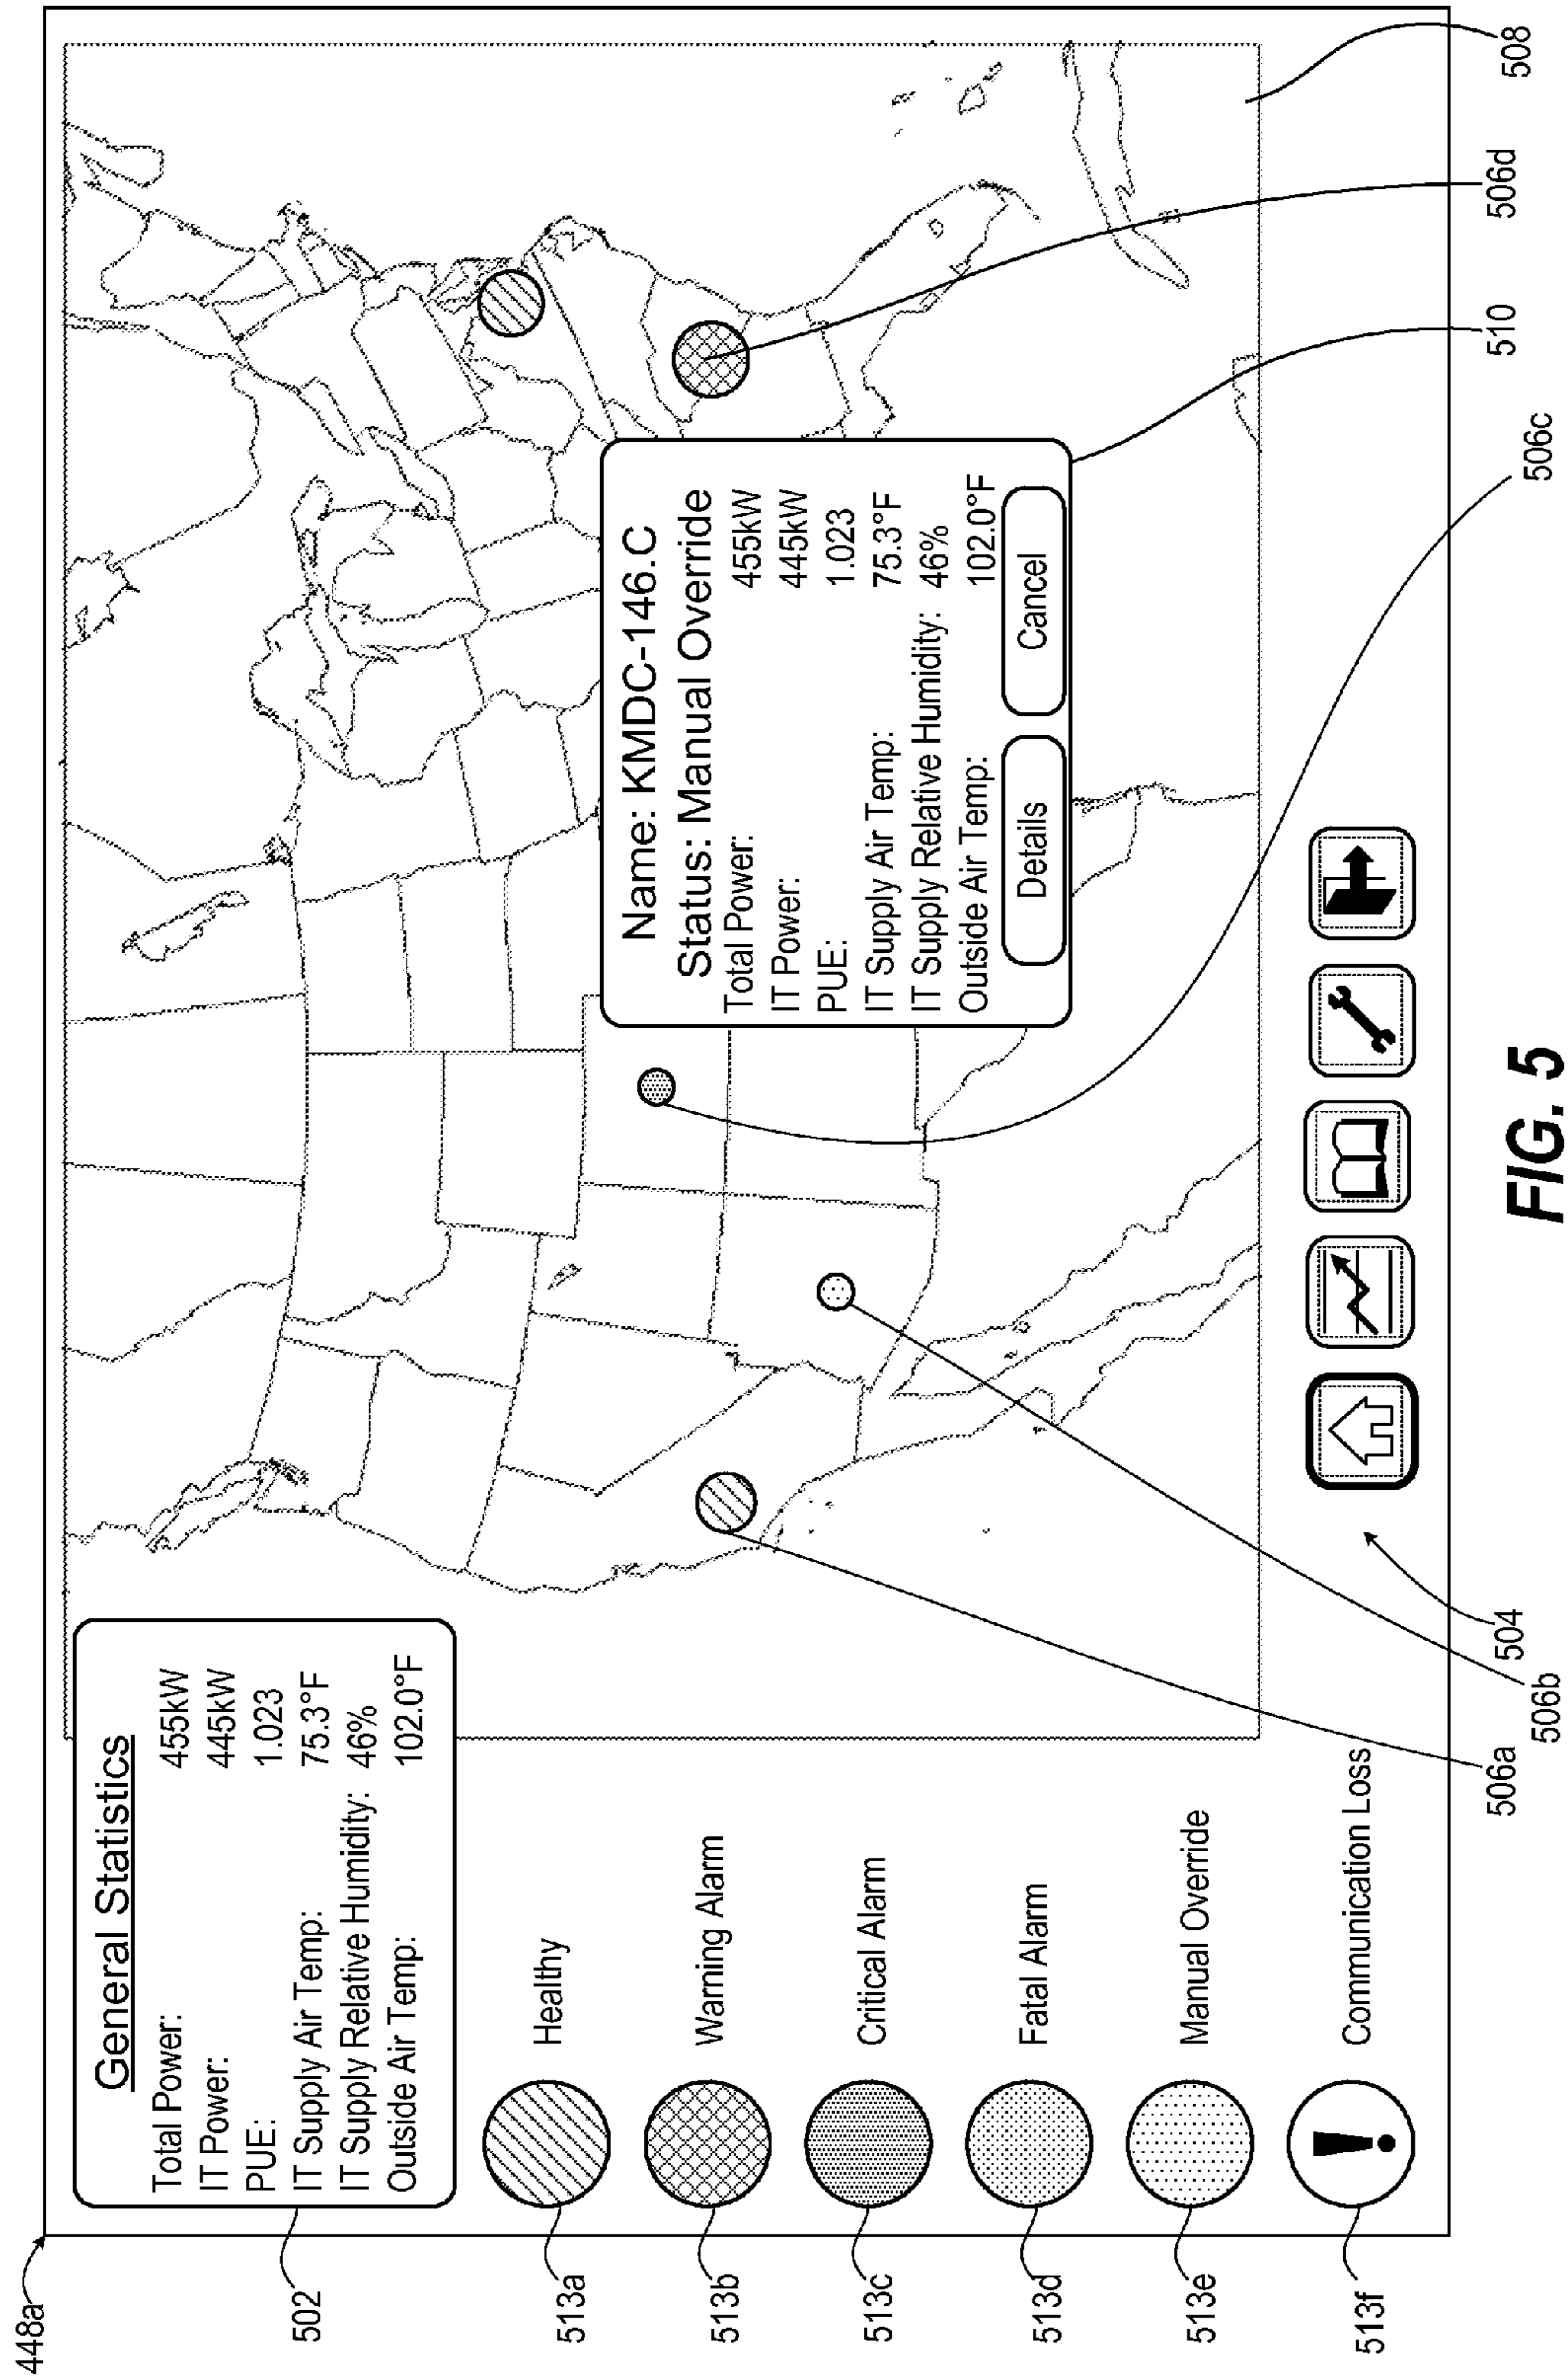 448a
General Statistics
Total Power: 455kW
IT Power: 445kW
PUE: 1.023
IT Supply Air Temp: 75.3°F
IT Supply Relative Humidity: 46%
Outside Air Temp: 102.0°F
502
Healthy
513a
Warning Alarm
513b
Critical Alarm
513c
Fatal Alarm
513d
Manual Override
513e
!
Communication Loss
513f
Name: KMDC-146.C
Status: Manual Override
Total Power: 455kW
IT Power: 445kW
PUE: 1.023
IT Supply Air Temp: 75.3°F
IT Supply Relative Humidity: 46%
Outside Air Temp: 102.0°F
Details
Cancel
506a
506b
504
506c
510
506d
508
FIG. 5